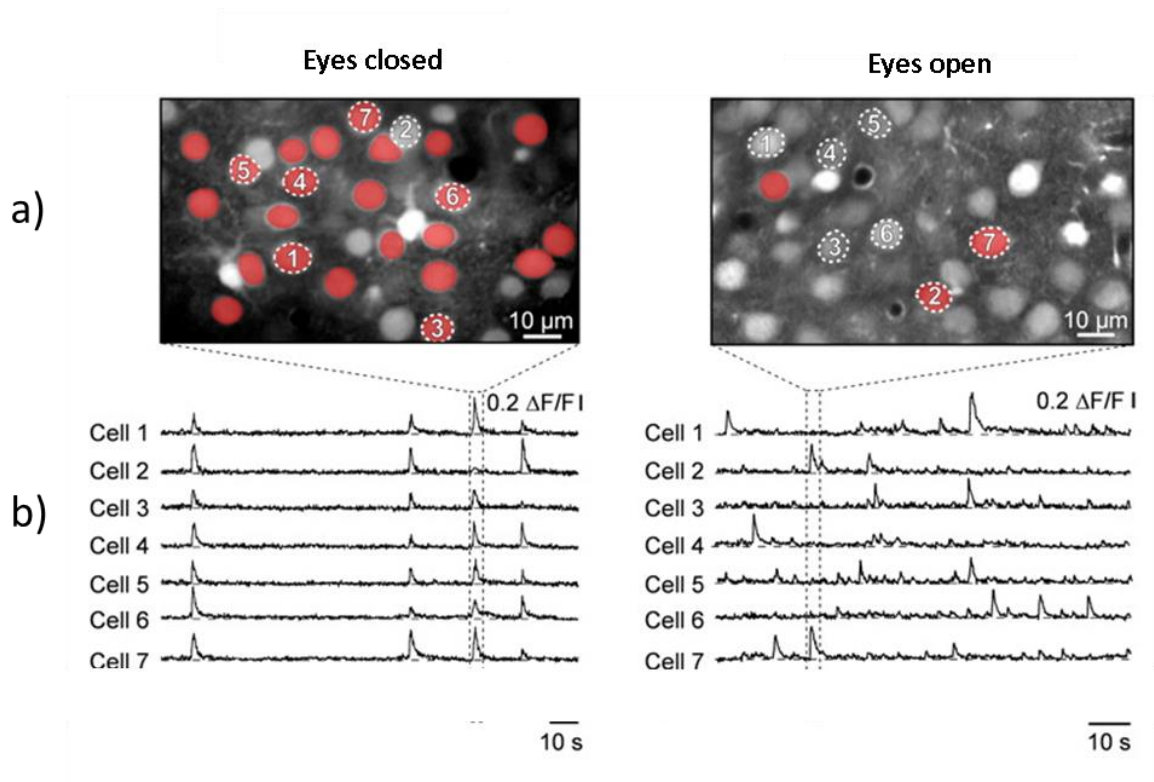 Eyes closed
Eyes open
a)
7
2
5
4
6
1
3
10 µm
5
1
4
6
3
7
2
10 µm
b)
0.2 ΔF/F I
Cell 1
Cell 2
Cell 3
Cell 4
Cell 5
Cell 6
Cell 7
10 s
0.2 ΔF/F I
Cell 1
Cell 2
Cell 3
Cell 4
Cell 5
Cell 6
Cell 7
10 s